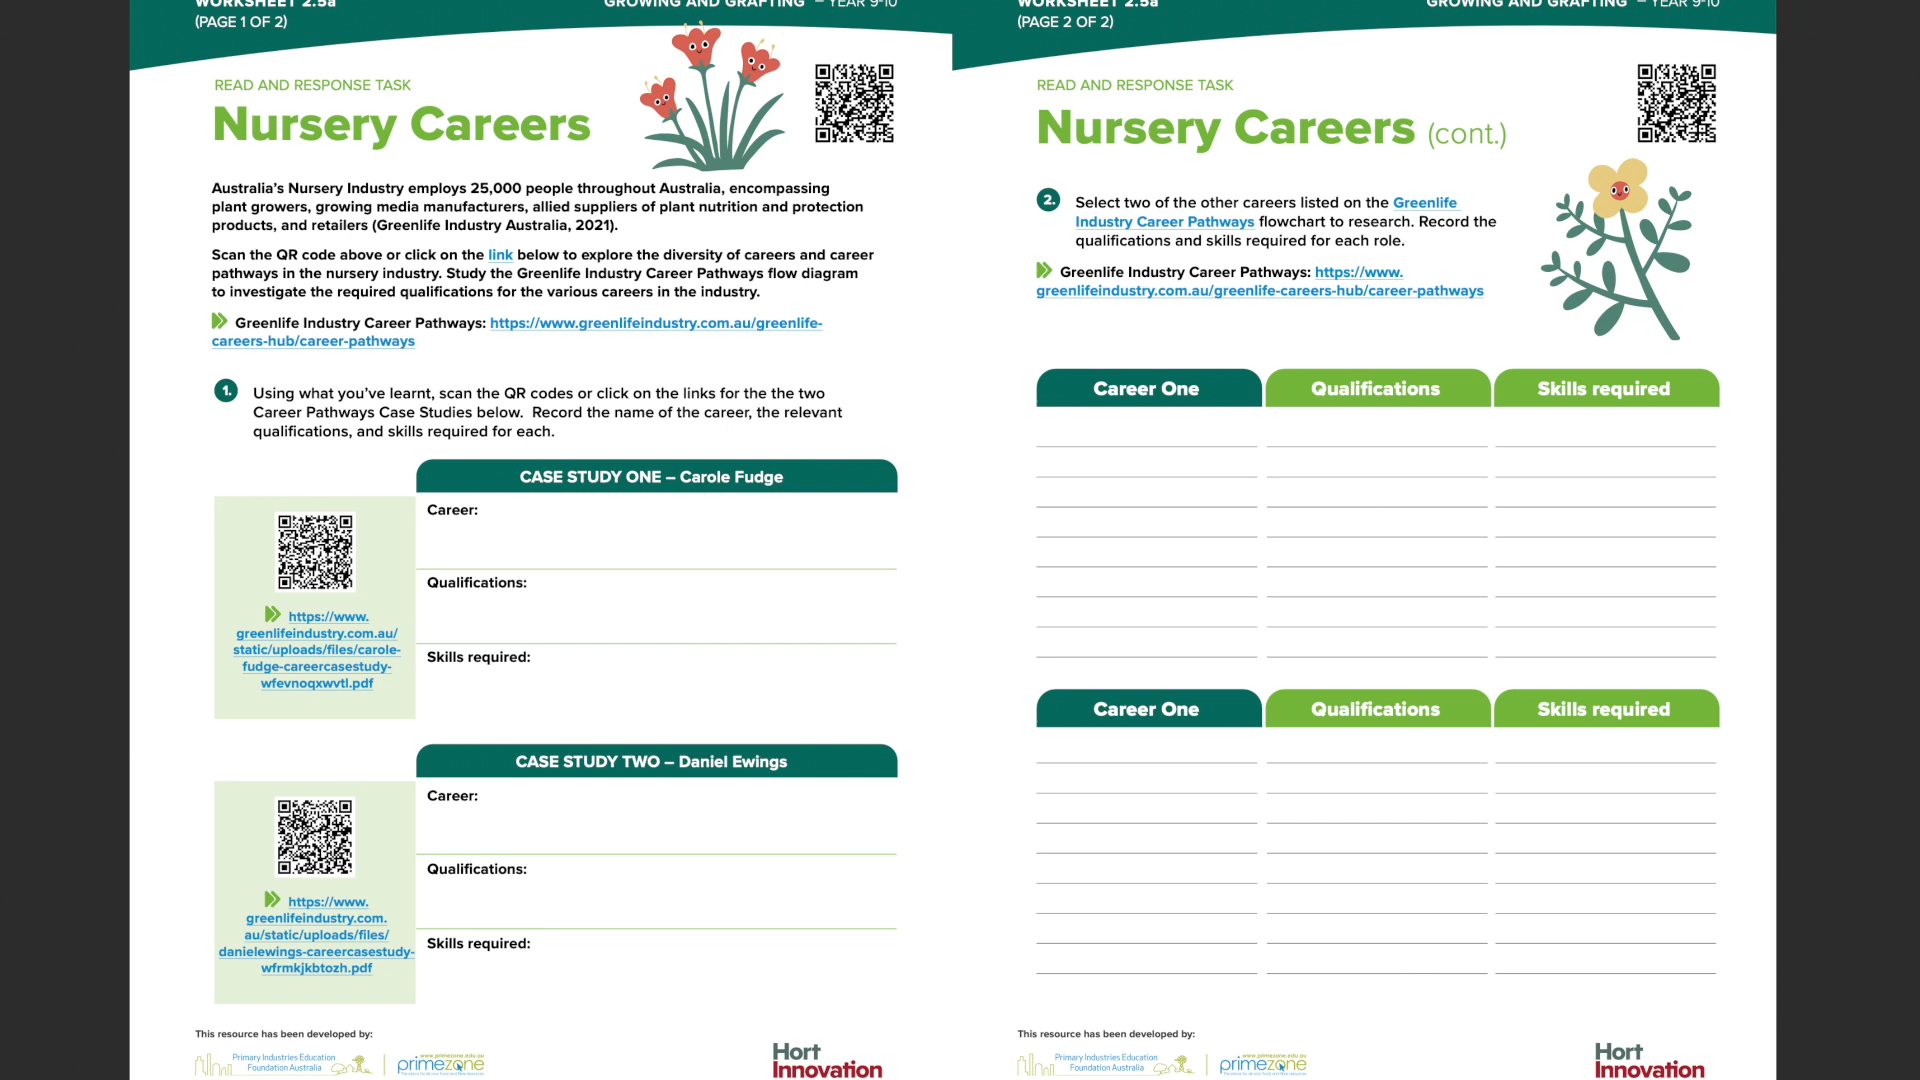 WORKSHEET 2.5a
GROWING AND GRAFTING – YEAR 9-10
(PAGE 1 OF 2)
READ AND RESPONSE TASK
Nursery Careers
Australia's Nursery Industry employs 25,000 people throughout Australia, encompassing
plant growers, growing media manufacturers, allied suppliers of plant nutrition and protection
products, and retailers (Greenlife Industry Australia, 2021).
Scan the QR code above or click on the link below to explore the diversity of careers and career
pathways in the nursery industry. Study the Greenlife Industry Career Pathways flow diagram
to investigate the required qualifications for the various careers in the industry.
Greenlife Industry Career Pathways: https://www.greenlifeindustry.com.au/greenlife-
careers-hub/career-pathways
1. Using what you've learnt, scan the QR codes or click on the links for the the two
Career Pathways Case Studies below. Record the name of the career, the relevant
qualifications, and skills required for each.
CASE STUDY ONE – Carole Fudge
https://www.
greenlifeindustry.com.au/
static/uploads/files/carole-
fudge-careercasestudy-
wfevnoqxwvtl.pdf
Career:
Qualifications:
Skills required:
CASE STUDY TWO – Daniel Ewings
https://www.
greenlifeindustry.com.
au/static/uploads/files/
danielewings-careercasestudy-
wfrmkjkbtozh.pdf
Career:
Qualifications:
Skills required:
This resource has been developed by:
Primary Industries Education
Foundation Australia
www.primezone.edu.au
primezone
Hort
Innovation
WORKSHEET 2.5a
GROWING AND GRAFTING – YEAR 9-10
(PAGE 2 OF 2)
READ AND RESPONSE TASK
Nursery Careers (cont.)
2. Select two of the other careers listed on the Greenlife
Industry Career Pathways flowchart to research. Record the
qualifications and skills required for each role.
Greenlife Industry Career Pathways: https://www.
greenlifeindustry.com.au/greenlife-careers-hub/career-pathways
Career One Qualifications Skills required
Career One Qualifications Skills required
This resource has been developed by:
Primary Industries Education
Foundation Australia
www.primezone.edu.au
primezone
Hort
Innovation